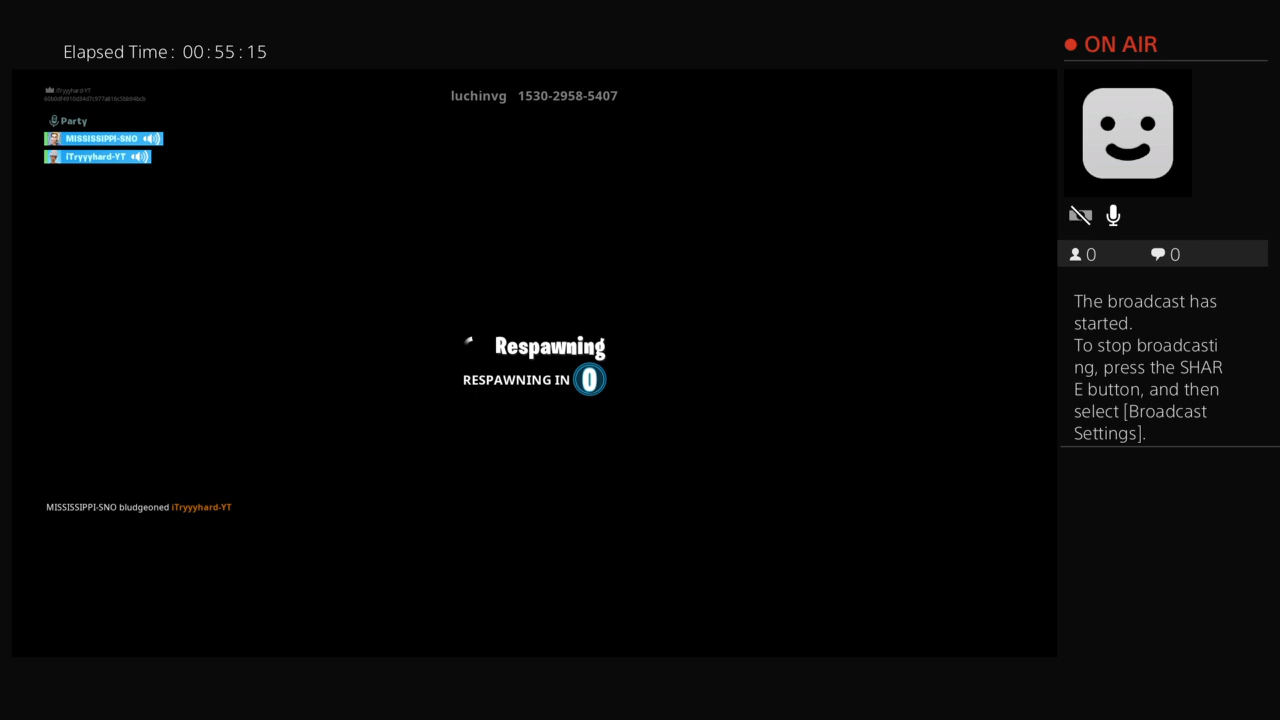 Elapsed Time: 00:55:15
ON AIR
iTryyyhard-YT
luchinvg 1530-2958-5407
Party
MISSISSIPPI-SNO
iTryyyhard-YT
0 0
The broadcast has
started.
To stop broadcasti
ng, press the SHAR
E button, and then
select [Broadcast
Settings].
Respawning
RESPAWNING IN 0
MISSISSIPPI-SNO bludgeoned iTryyyhard-YT